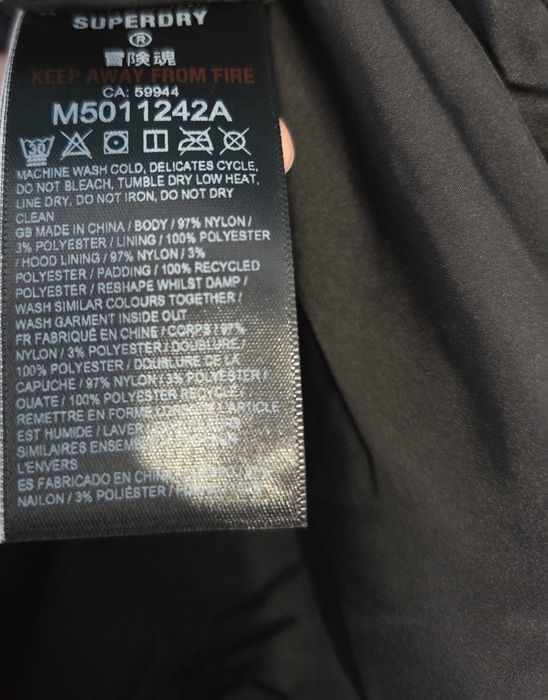 SUPERDRY
®
冒険魂
KEEP AWAY FROM FIRE
CA: 59944
M5011242A
30
MACHINE WASH COLD, DELICATES CYCLE,
DO NOT BLEACH, TUMBLE DRY LOW HEAT,
LINE DRY, DO NOT IRON, DO NOT DRY
CLEAN
GB MADE IN CHINA / BODY / 97% NYLON /
3% POLYESTER / LINING / 100% POLYESTER
/ HOOD LINING / 97% NYLON / 3%
POLYESTER / PADDING / 100% RECYCLED
POLYESTER / RESHAPE WHILST DAMP /
WASH SIMILAR COLOURS TOGETHER /
WASH GARMENT INSIDE OUT
FR FABRIQUÉ EN CHINE / CORPS / 97%
NYLON / 3% POLYESTER / DOUBLURE /
100% POLYESTER / DOUBLURE DE LA
CAPUCHE / 97% NYLON / 3% POLYESTER /
OUATE / 100% POLYESTER RECYCLÉ /
REMETTRE EN FORME LORSQUE L'ARTICLE
EST HUMIDE / LAVER
SIMILAIRES
L'ENVERS
ES FABRICADO EN CHINA
NAILON / 3% POLIÉSTER /